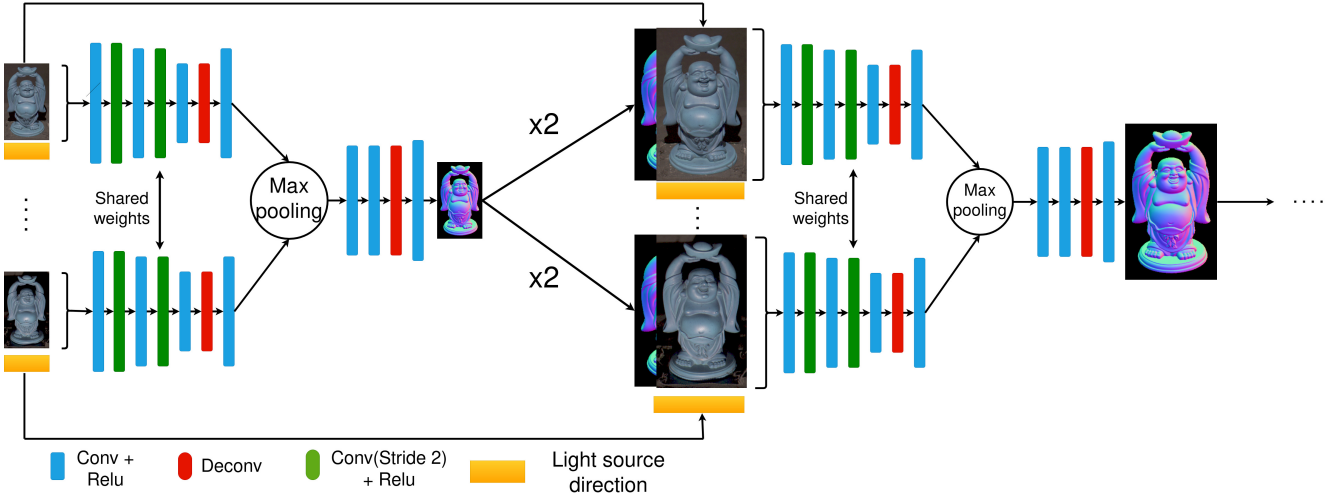 Shared
weights
Max
pooling
x2
x2
Shared
weights
Max
pooling
Conv +
Relu
Deconv
Conv(Stride 2)
+ Relu
Light source
direction